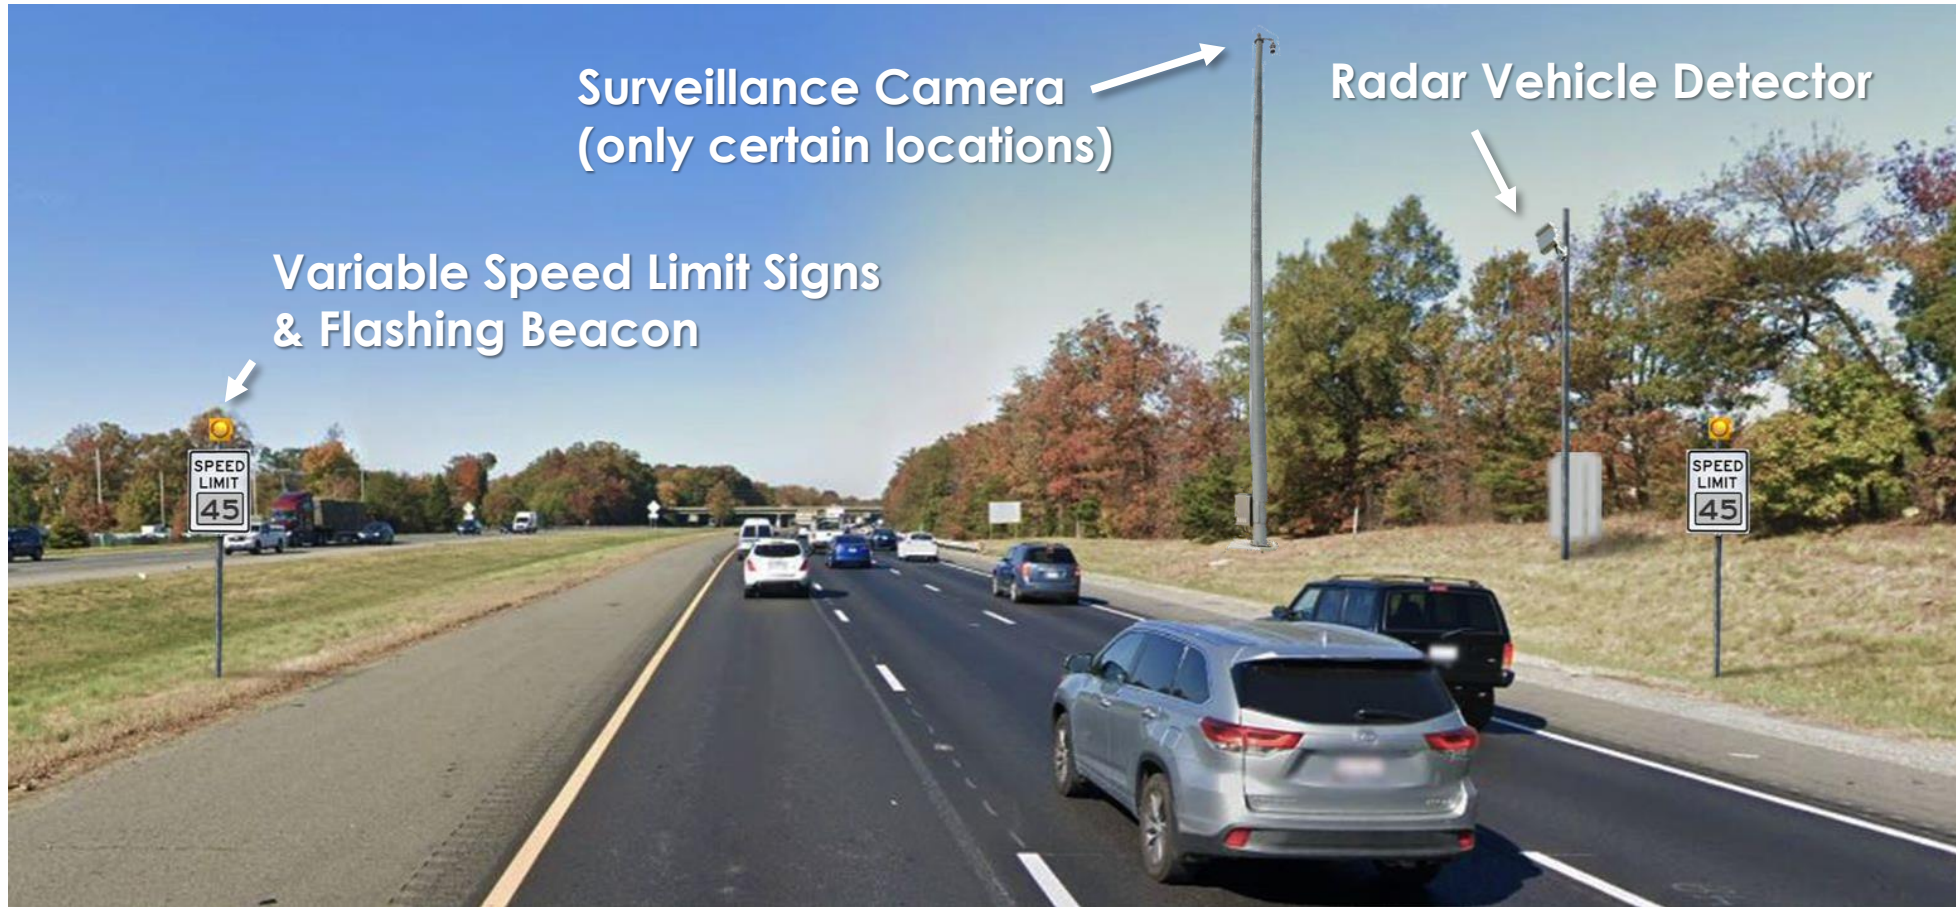 Surveillance Camera
(only certain locations)
Radar Vehicle Detector
Variable Speed Limit Signs
& Flashing Beacon
SPEED
LIMIT
45
SPEED
LIMIT
45